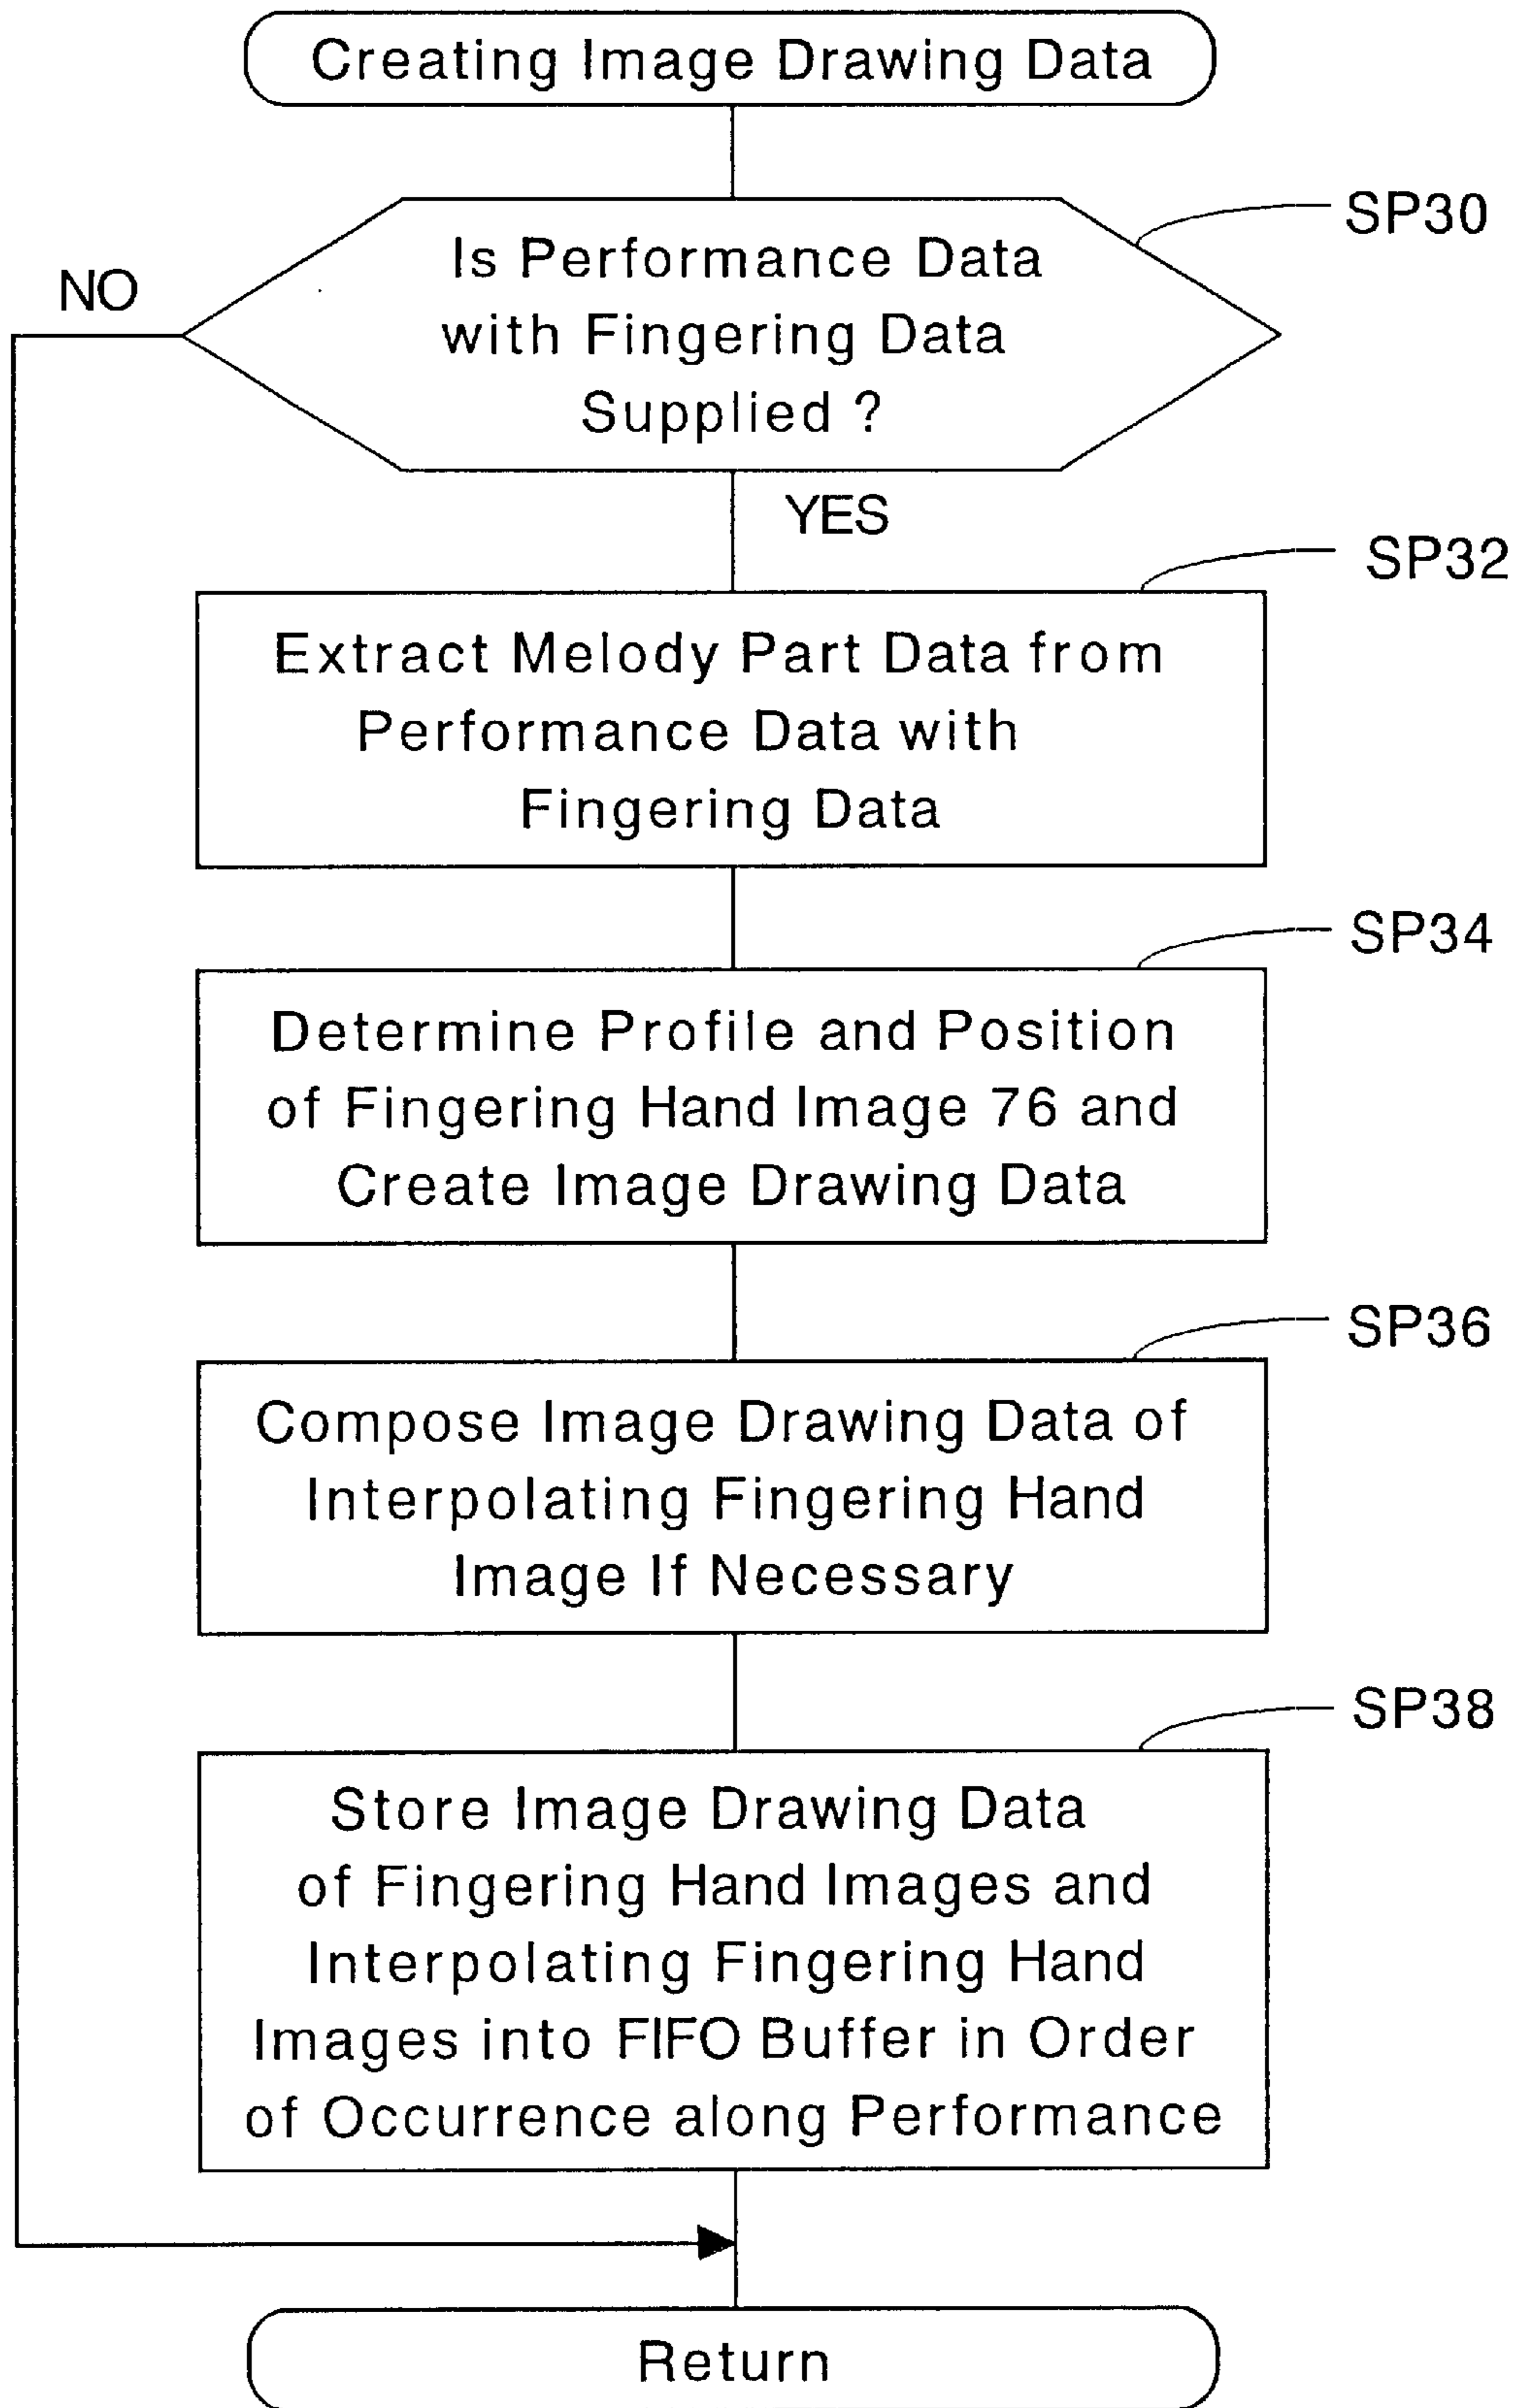 Creating Image Drawing Data
SP30
Is Performance Data
with Fingering Data
Supplied ?
NO
YES
SP32
Extract Melody Part Data from
Performance Data with
Fingering Data
SP34
Determine Profile and Position
of Fingering Hand Image 76 and
Create Image Drawing Data
SP36
Compose Image Drawing Data of
Interpolating Fingering Hand
Image If Necessary
SP38
Store Image Drawing Data
of Fingering Hand Images and
Interpolating Fingering Hand
Images into FIFO Buffer in Order
of Occurrence along Performance
Return